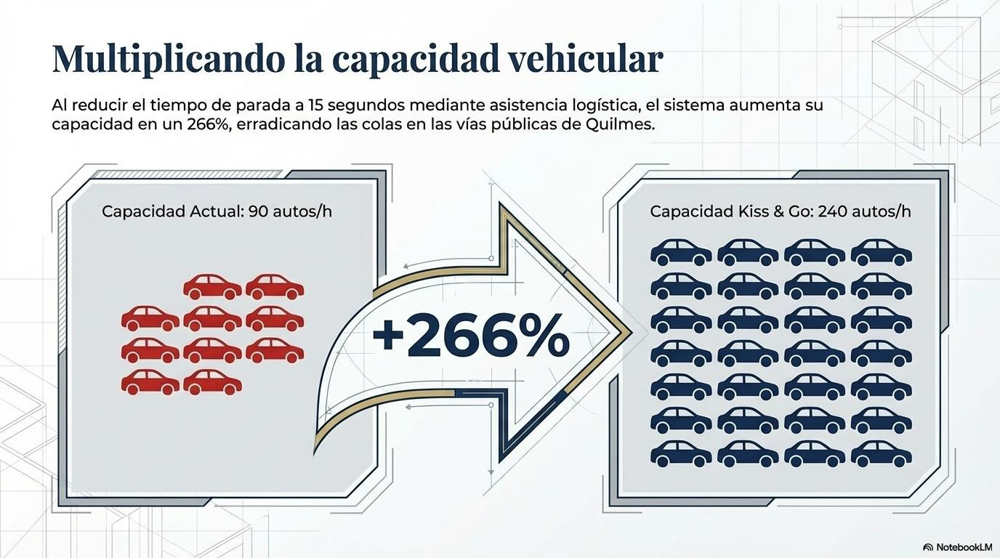 Multiplicando la capacidad vehicular
Al reducir el tiempo de parada a 15 segundos mediante asistencia logística, el sistema aumenta su
capacidad en un 266%, erradicando las colas en las vías públicas de Quilmes.
Capacidad Actual: 90 autos/h
+266%
Capacidad Kiss & Go: 240 autos/h
NotebookLM